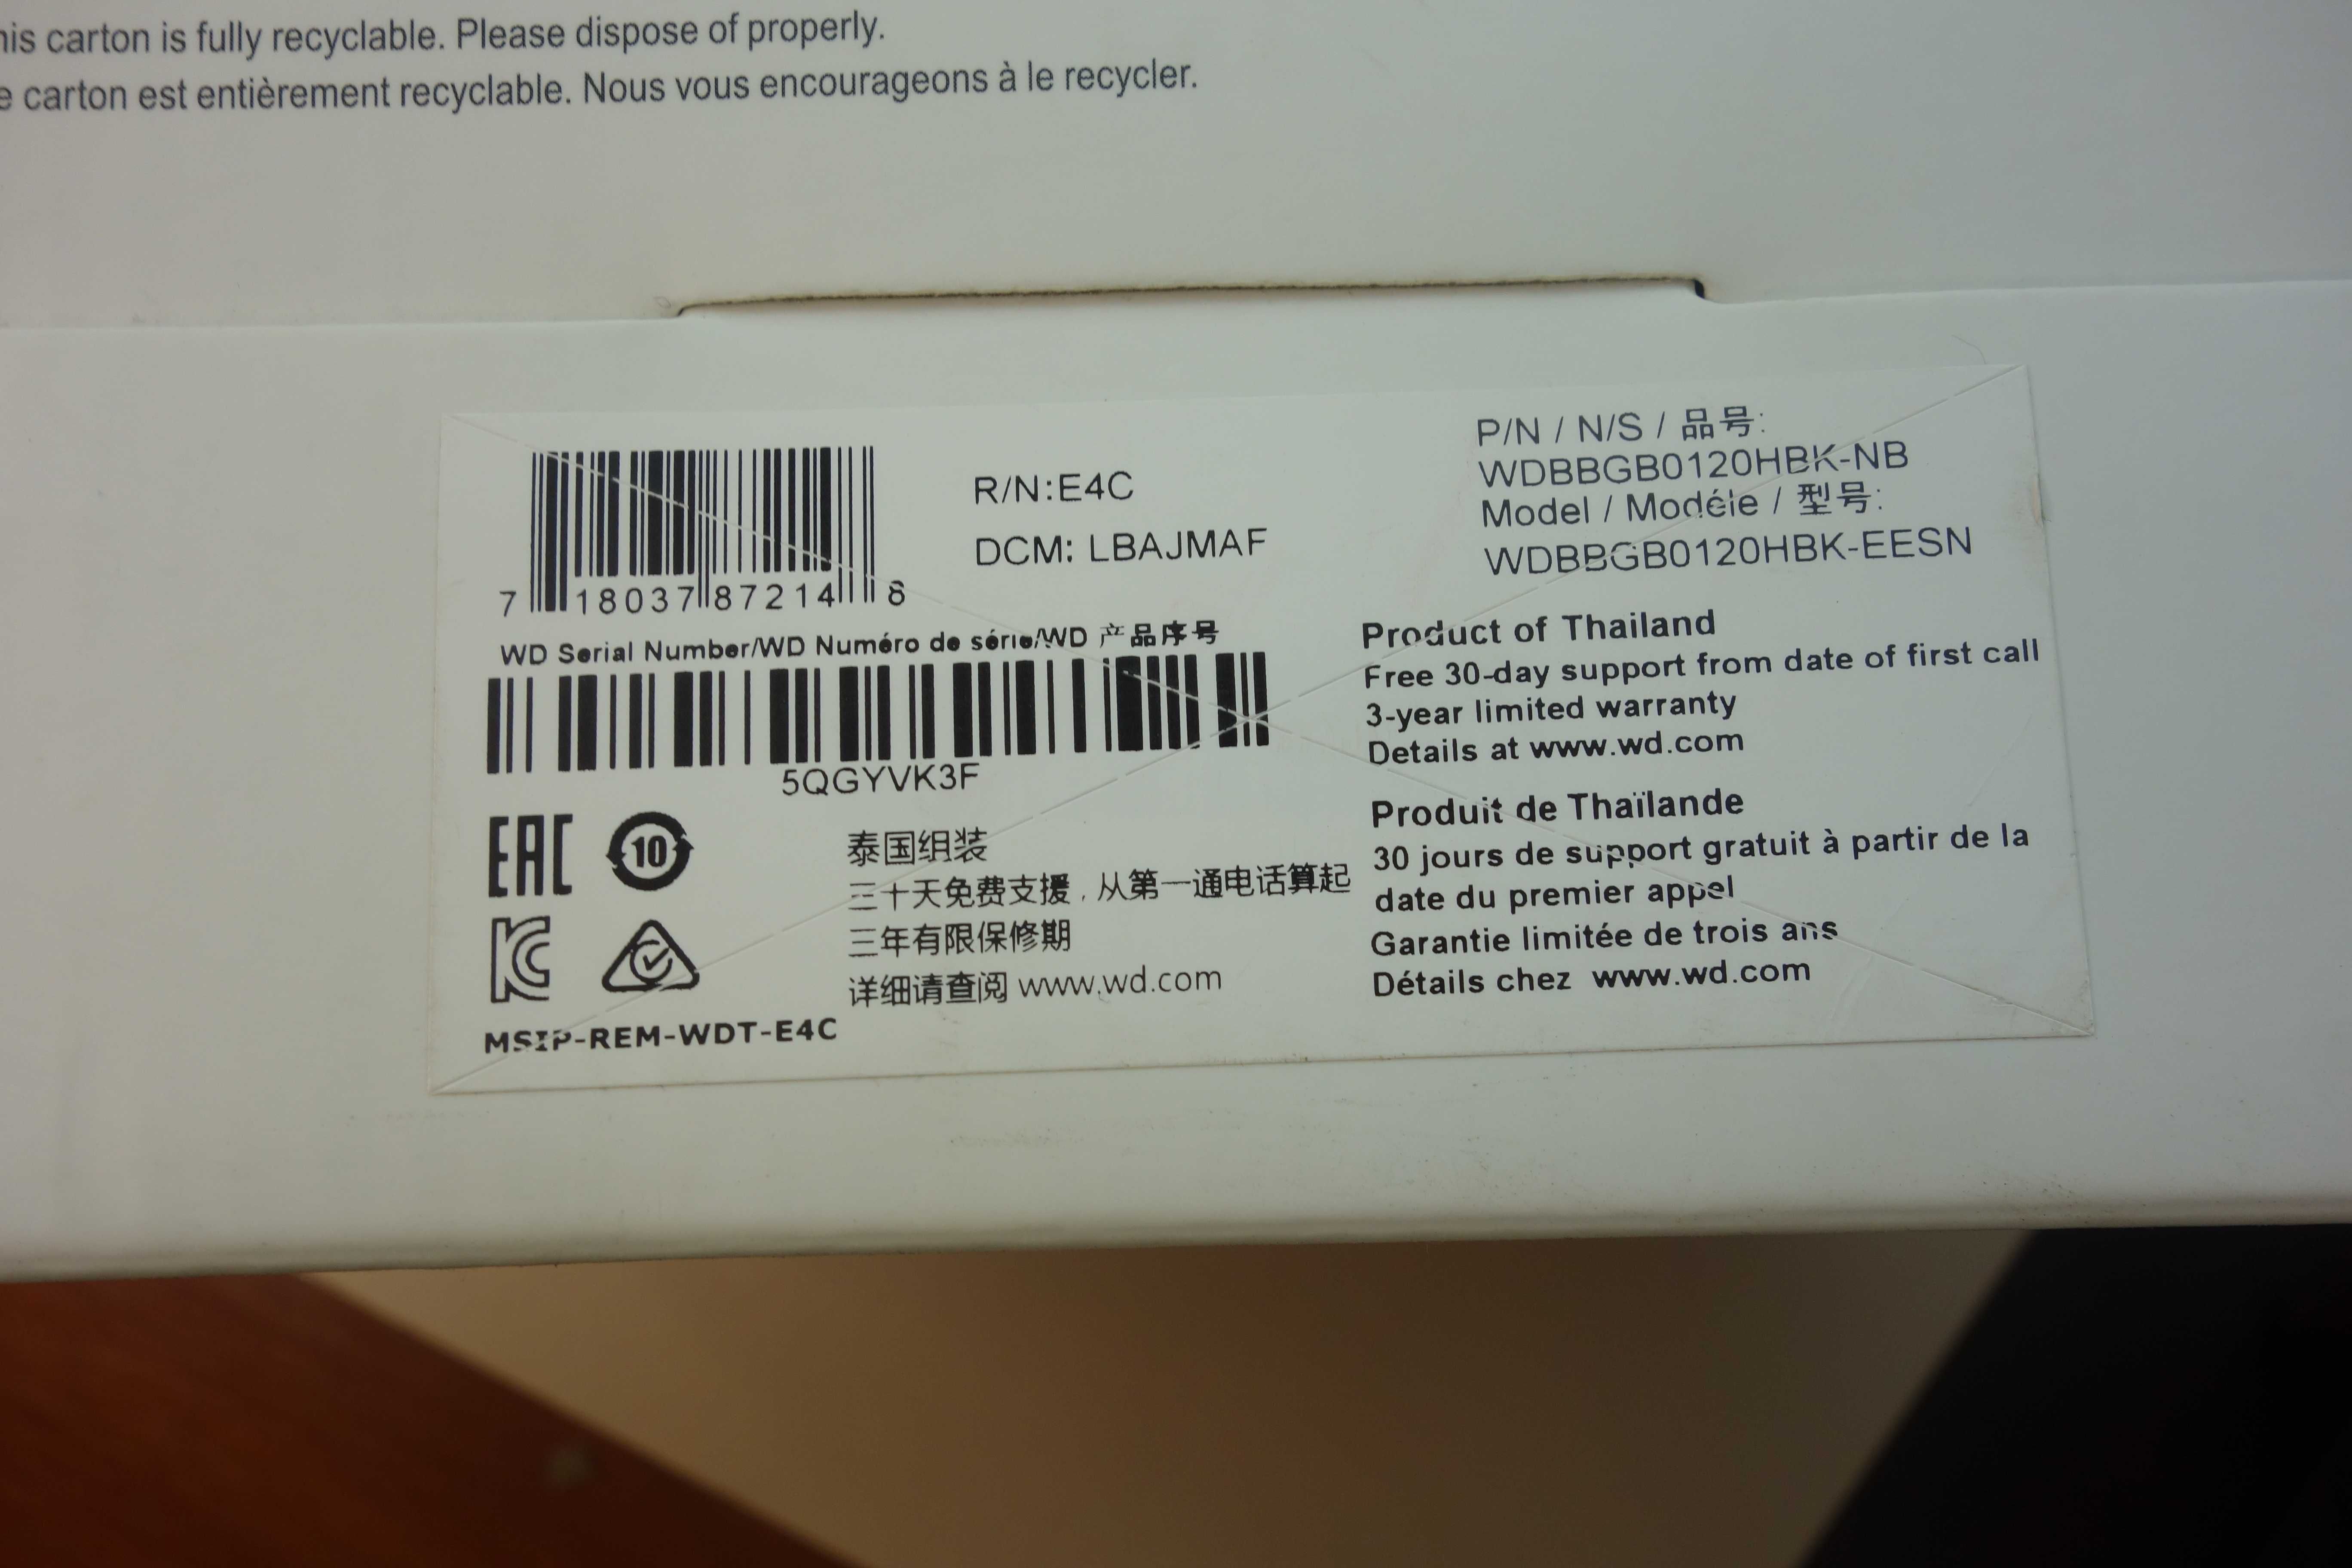 his carton is fully recyclable. Please dispose of properly.
e carton est entièrement recyclable. Nous vous encourageons à le recycler.
7 18037 87214 8
R/N:E4C
DCM: LBAJMAF
P/N / N/S / 品号:
WDBBGB0120HBK-NB
Model / Modéle / 型号:
WDBBGB0120HBK-EESN
WD Serial Number/WD Numéro de série/WD 产品序号
5QGYVK3F
Product of Thailand
Free 30-day support from date of first call
3-year limited warranty
Details at www.wd.com
Produit de Thaïlande
30 jours de support gratuit à partir de la
date du premier appel
Garantie limitée de trois ans
Détails chez www.wd.com
EAC
10
泰国组装
三十天免费支援，从第一通电话算起
三年有限保修期
详细请查阅 www.wd.com
MSIP-REM-WDT-E4C